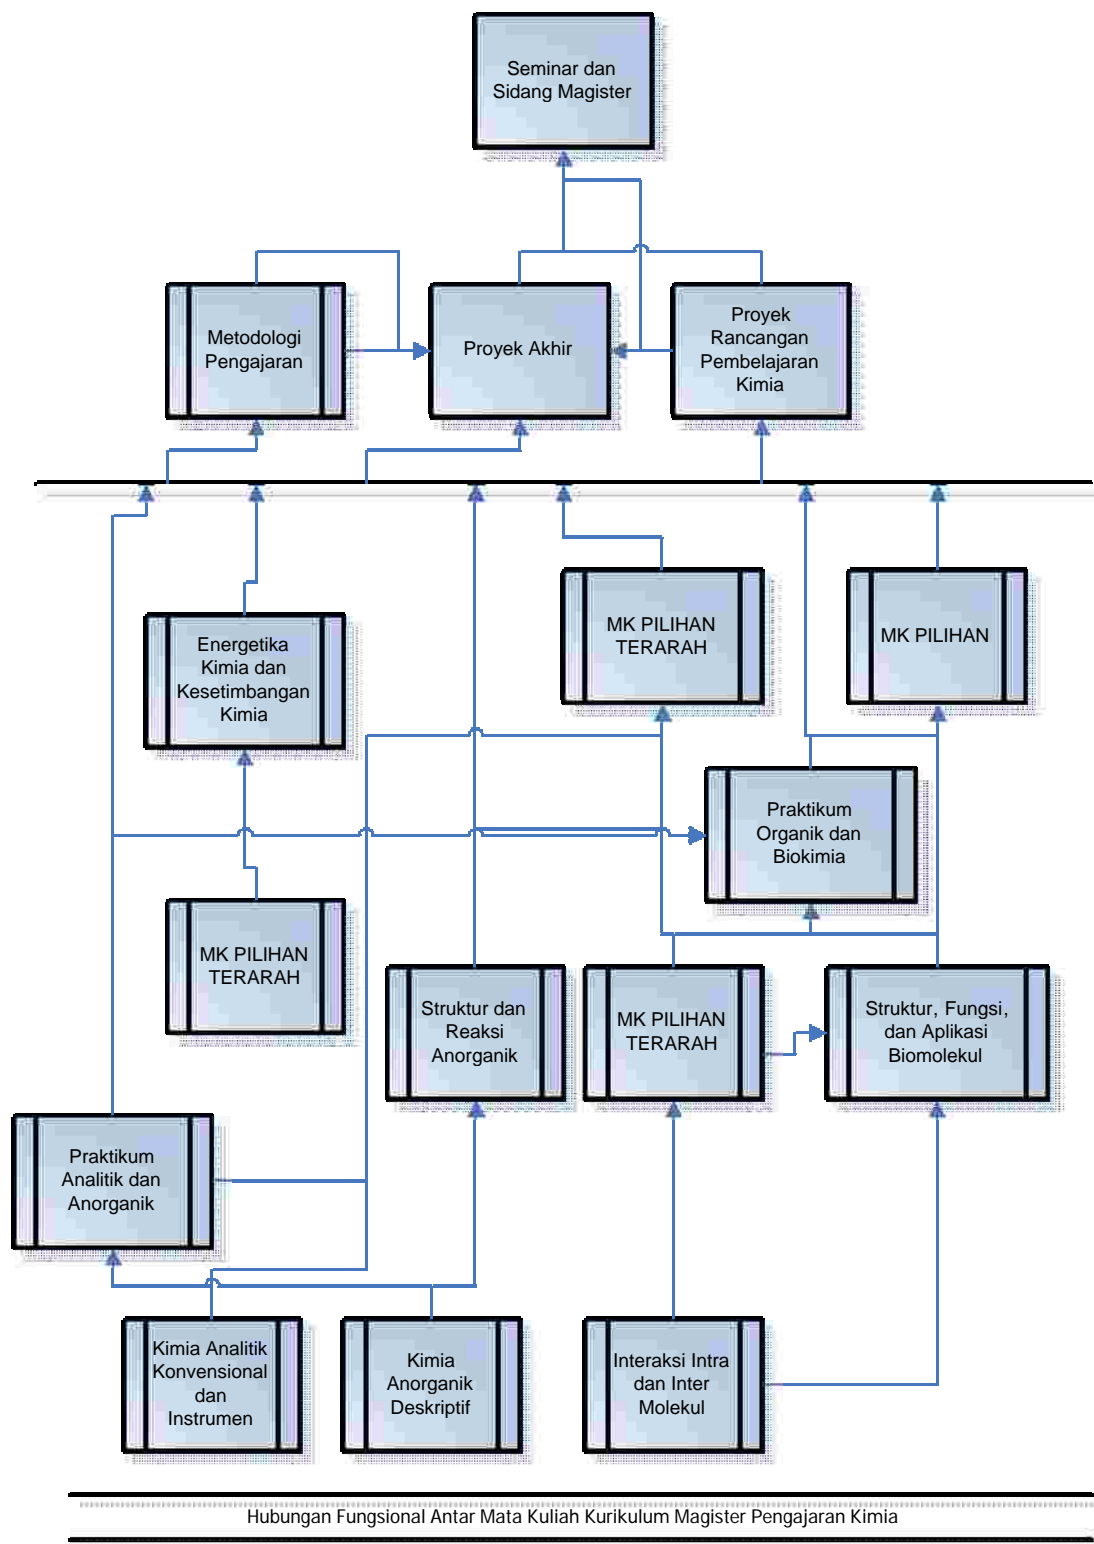 Seminar dan
Sidang Magister
Metodologi
Pengajaran
Proyek Akhir
Proyek
Rancangan
Pembelajaran
Kimia
Energetika
Kimia dan
Kesetimbangan
Kimia
MK PILIHAN
TERARAH
MK PILIHAN
Praktikum
Organik dan
Biokimia
MK PILIHAN
TERARAH
Struktur dan
Reaksi
Anorganik
MK PILIHAN
TERARAH
Struktur, Fungsi,
dan Aplikasi
Biomolekul
Praktikum
Analitik dan
Anorganik
Kimia Analitik
Konvensional
dan
Instrumen
Kimia
Anorganik
Deskriptif
Interaksi Intra
dan Inter
Molekul
Hubungan Fungsional Antar Mata Kuliah Kurikulum Magister Pengajaran Kimia